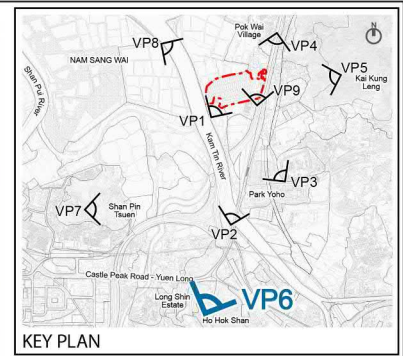 N
Pok Wai
Village
VP8
VP4
NAM SANG WAI
VP5
Kai Kung
Leng
Shan Pui River
VP9
VP1
Kam Tin River
VP3
Park Yoho
VP7
Shan Pin
Tsuen
VP2
Castle Peak Road - Yuen Long
Long Shin
Estate
VP6
Ho Hok Shan
KEY PLAN